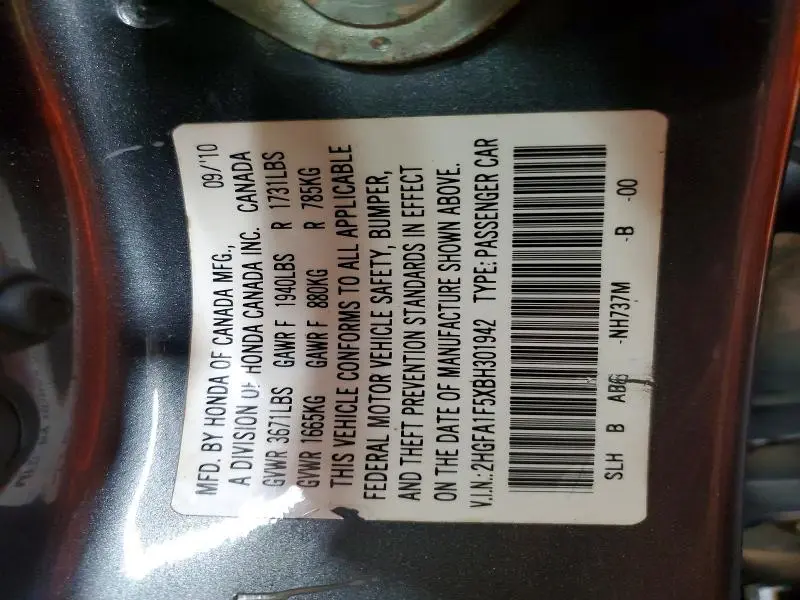 MFD. BY HONDA OF CANADA MFG., 09/'10
A DIVISION OF HONDA CANADA INC. CANADA
GVWR 3671LBS GAWR F 1940LBS R 1731LBS
GVWR 1665KG GAWR F 880KG R 785KG
THIS VEHICLE CONFORMS TO ALL APPLICABLE
FEDERAL MOTOR VEHICLE SAFETY, BUMPER,
AND THEFT PREVENTION STANDARDS IN EFFECT
ON THE DATE OF MANUFACTURE SHOWN ABOVE.
V.I.N.:2HGFA1F5XBH301942 TYPE:PASSENGER CAR
SLH B -NH737M -B -00